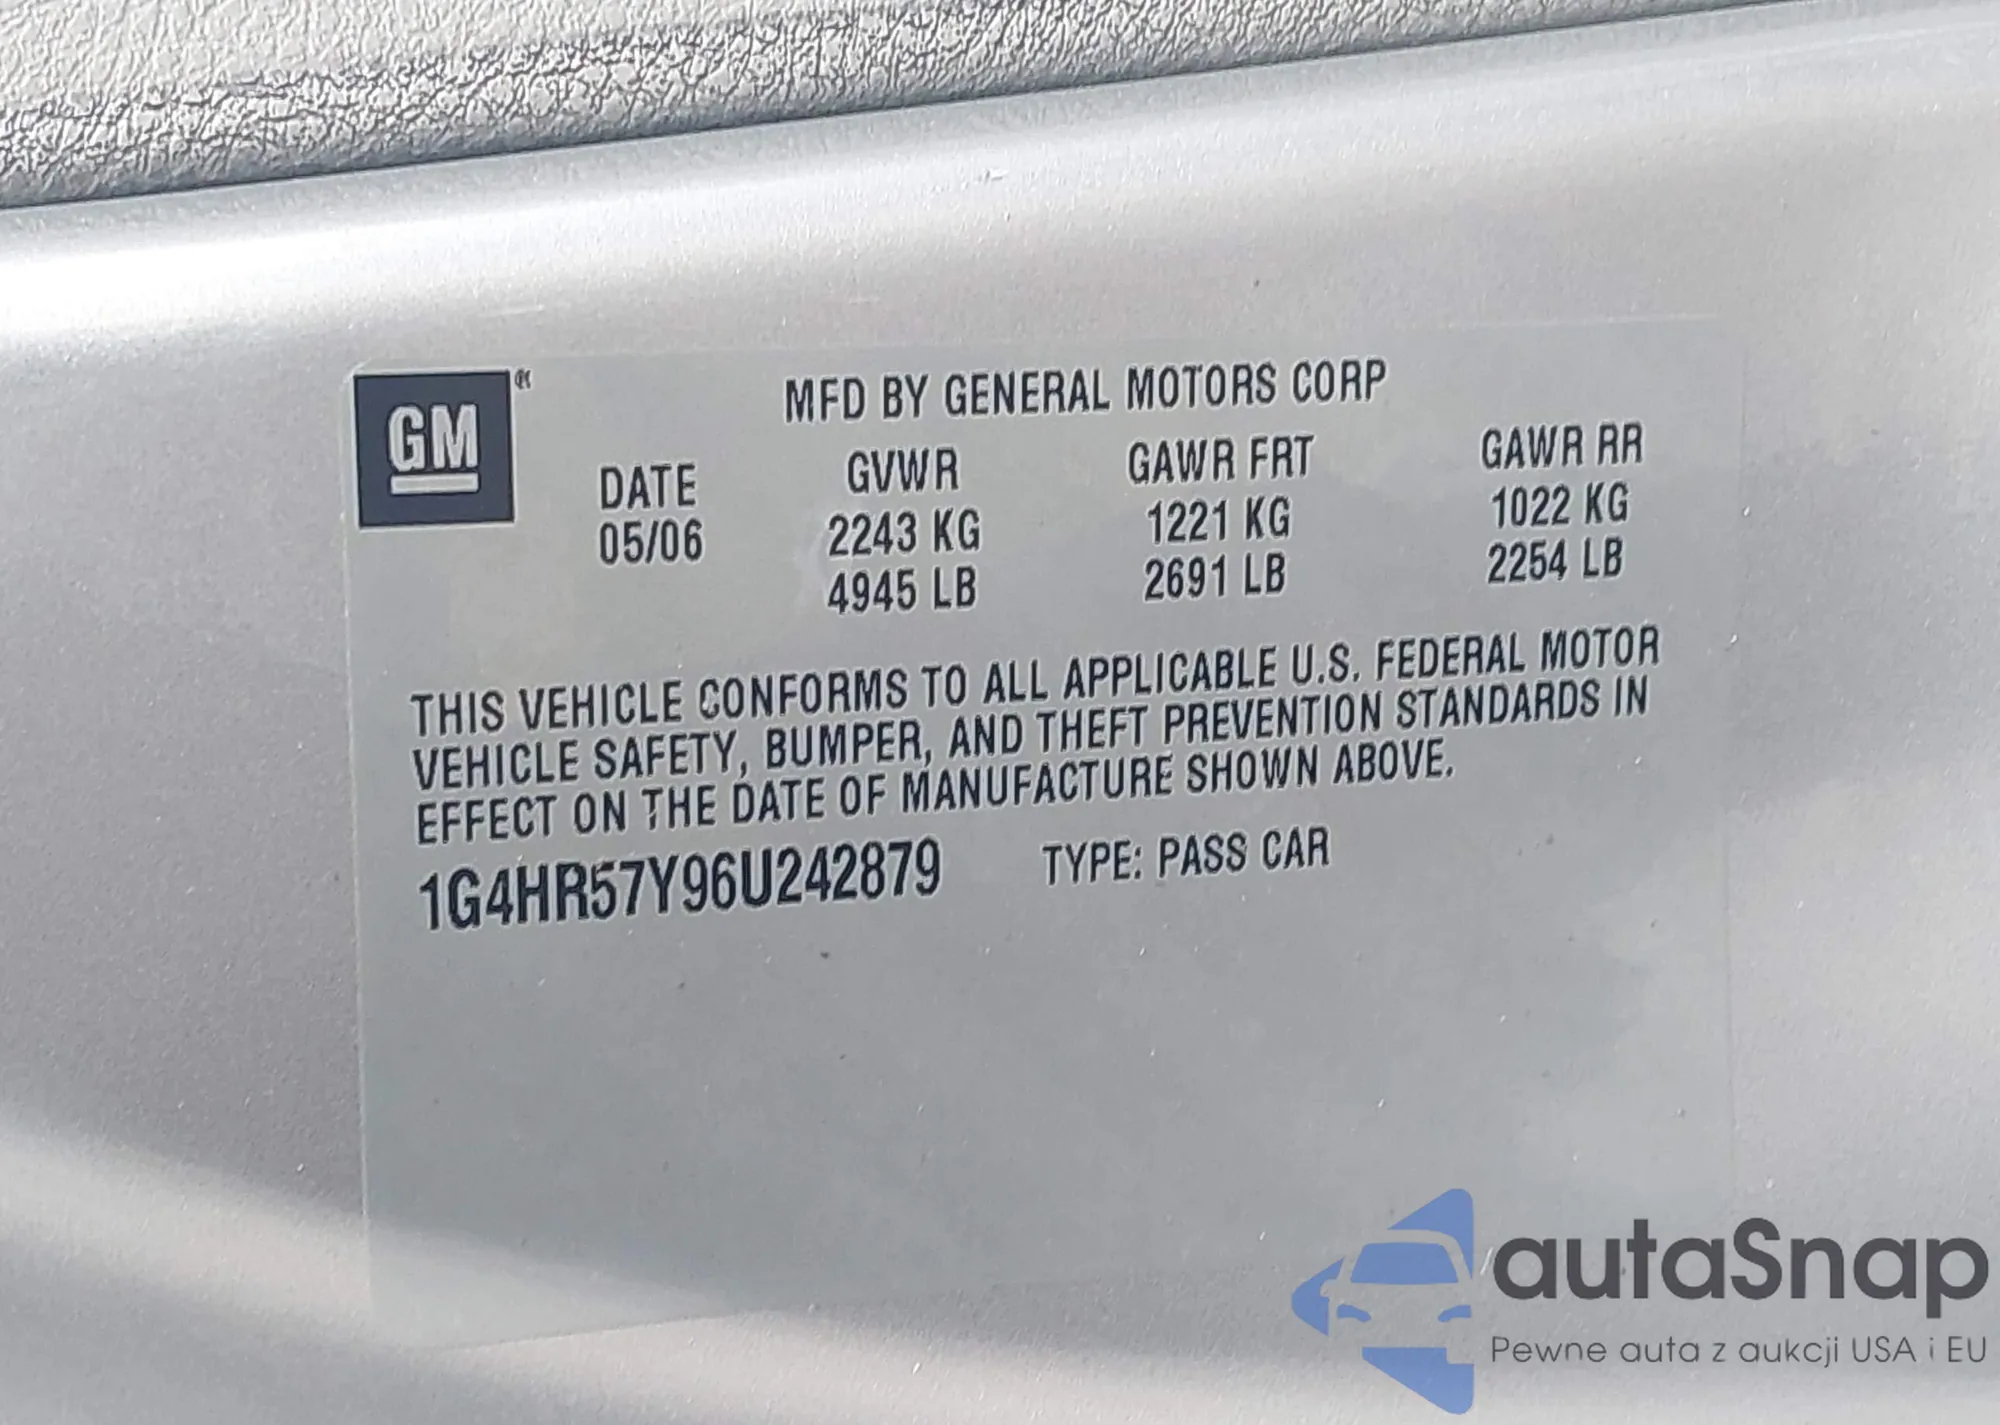 GM®
MFD BY GENERAL MOTORS CORP
DATE GVWR GAWR FRT GAWR RR
05/06 2243 KG 1221 KG 1022 KG
4945 LB 2691 LB 2254 LB
THIS VEHICLE CONFORMS TO ALL APPLICABLE U.S. FEDERAL MOTOR
VEHICLE SAFETY, BUMPER, AND THEFT PREVENTION STANDARDS IN
EFFECT ON THE DATE OF MANUFACTURE SHOWN ABOVE.
1G4HR57Y96U242879 TYPE: PASS CAR
autaSnap
Pewne auta z aukcji USA i EU